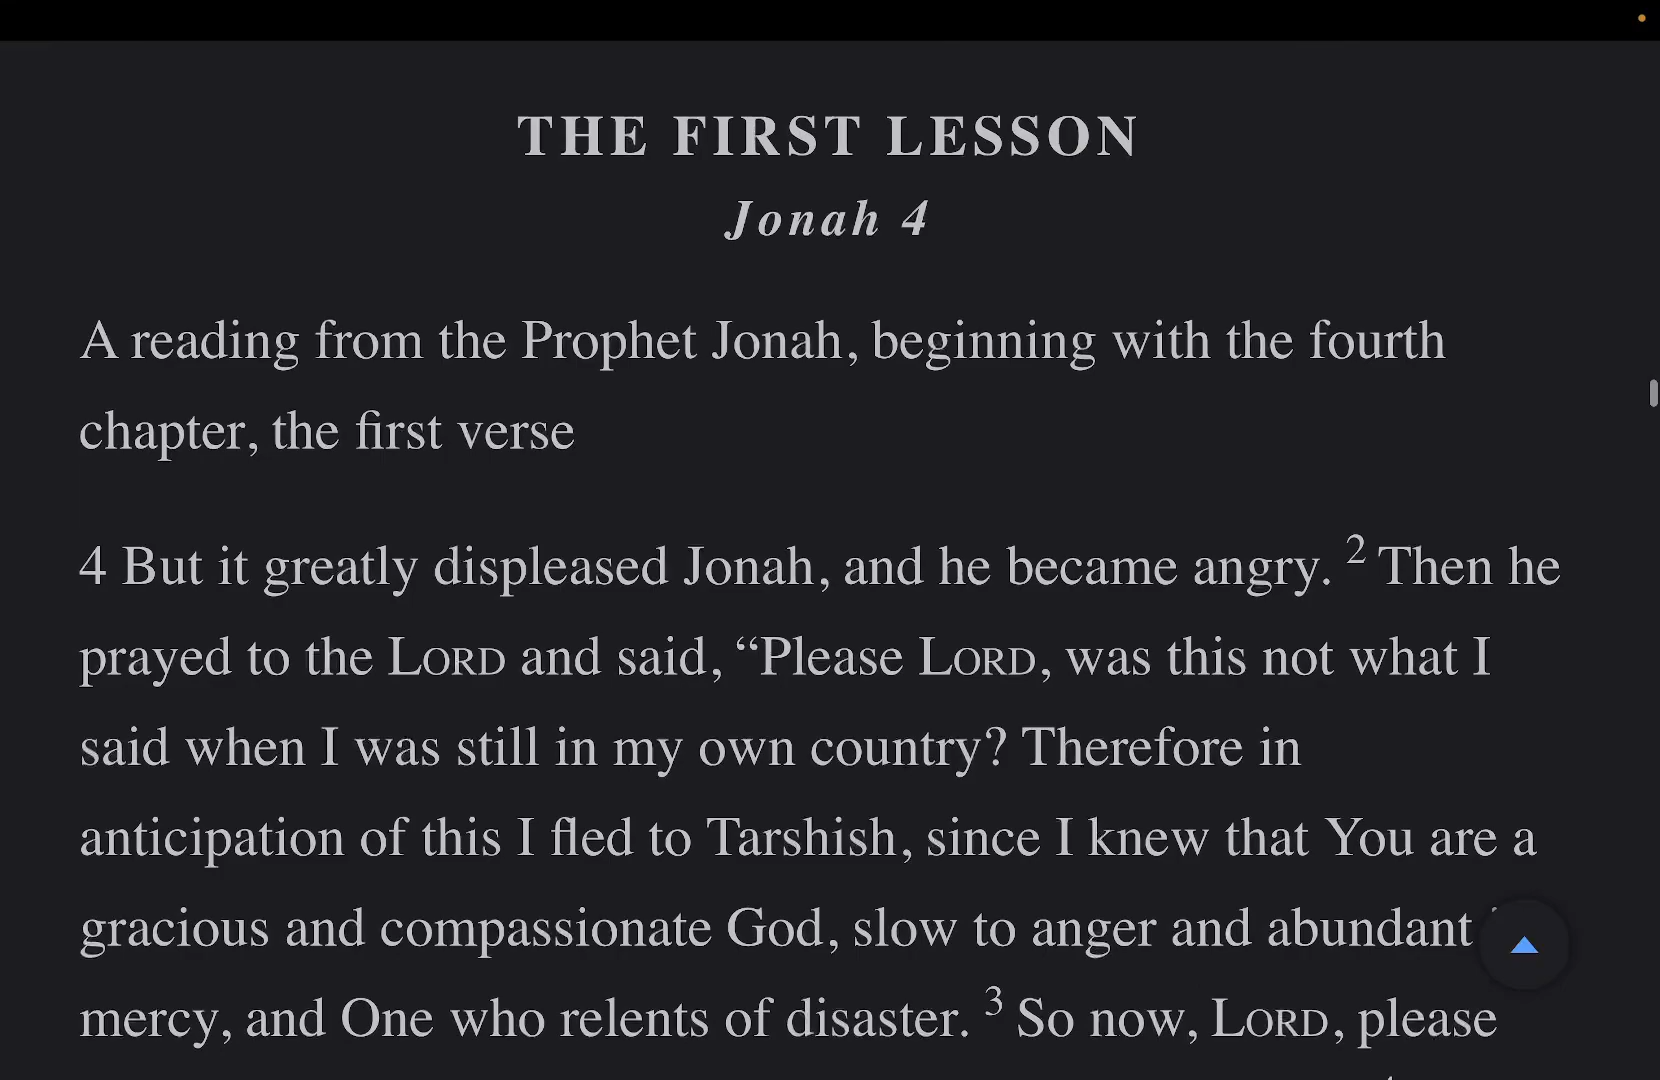 THE FIRST LESSON
Jonah 4
A reading from the Prophet Jonah, beginning with the fourth
chapter, the first verse
4 But it greatly displeased Jonah, and he became angry. 2 Then he
prayed to the LORD and said, “Please LORD, was this not what I
said when I was still in my own country? Therefore in
anticipation of this I fled to Tarshish, since I knew that You are a
gracious and compassionate God, slow to anger and abundant
mercy, and One who relents of disaster. 3 So now, LORD, please